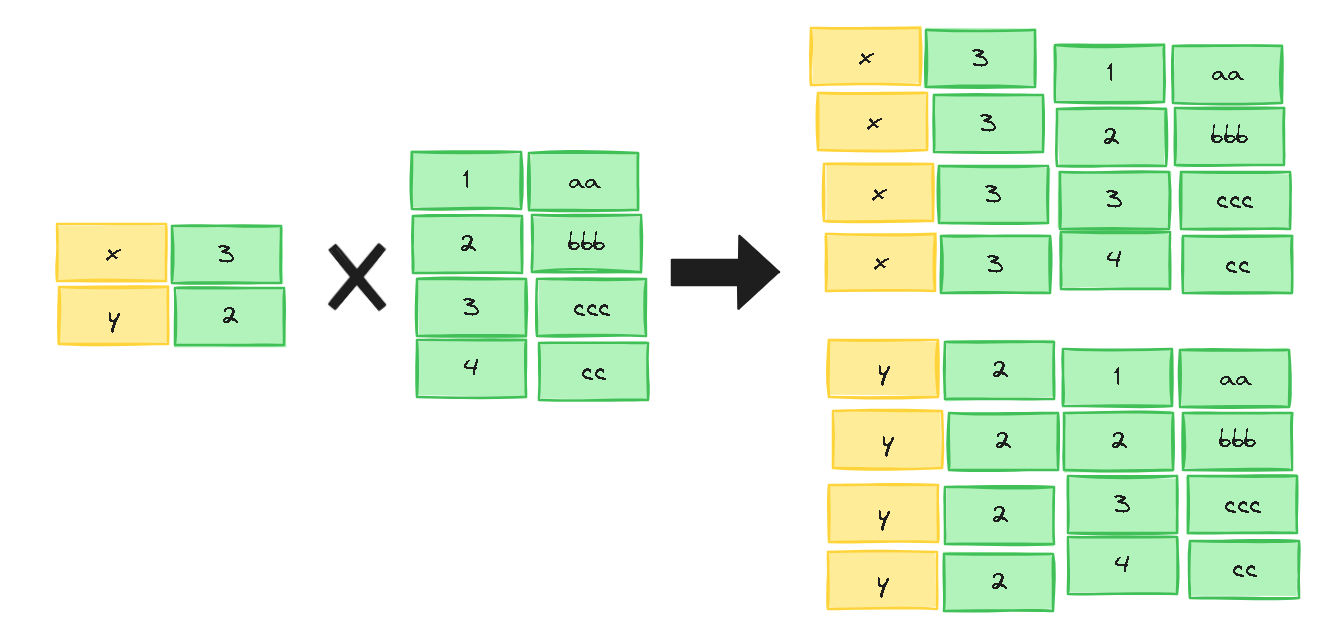 x 3
y 2
1 aa
2 bbb
3 ccc
4 cc
x 3 1 aa
x 3 2 bbb
x 3 3 ccc
x 3 4 cc
y 2 1 aa
y 2 2 bbb
y 2 3 ccc
y 2 4 cc